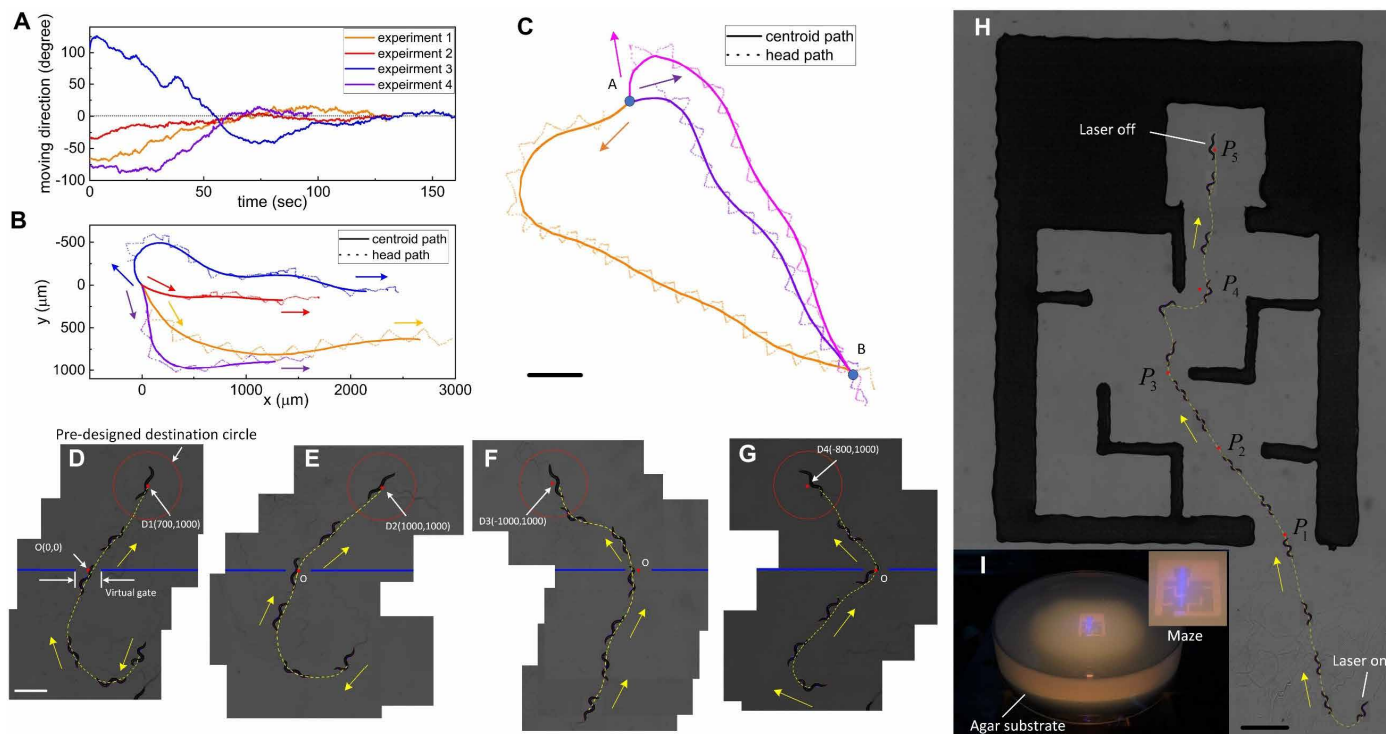 A
moving direction (degree)
100
50
0
-50
-100
0
50
100
150
time (sec)
experiment 1
expeirment 2
expeirment 3
expeirment 4
B
y (μm)
-500
0
500
1000
0
1000
2000
3000
x (μm)
centroid path
head path
C
centroid path
head path
A
B
Pre-designed destination circle
D
D1(700,1000)
O(0,0)
Virtual gate
E
D2(1000,1000)
O
F
D3(-1000,1000)
O
G
D4(-800,1000)
O
H
Laser off
P5
P4
P3
P2
P1
Laser on
I
Maze
Agar substrate